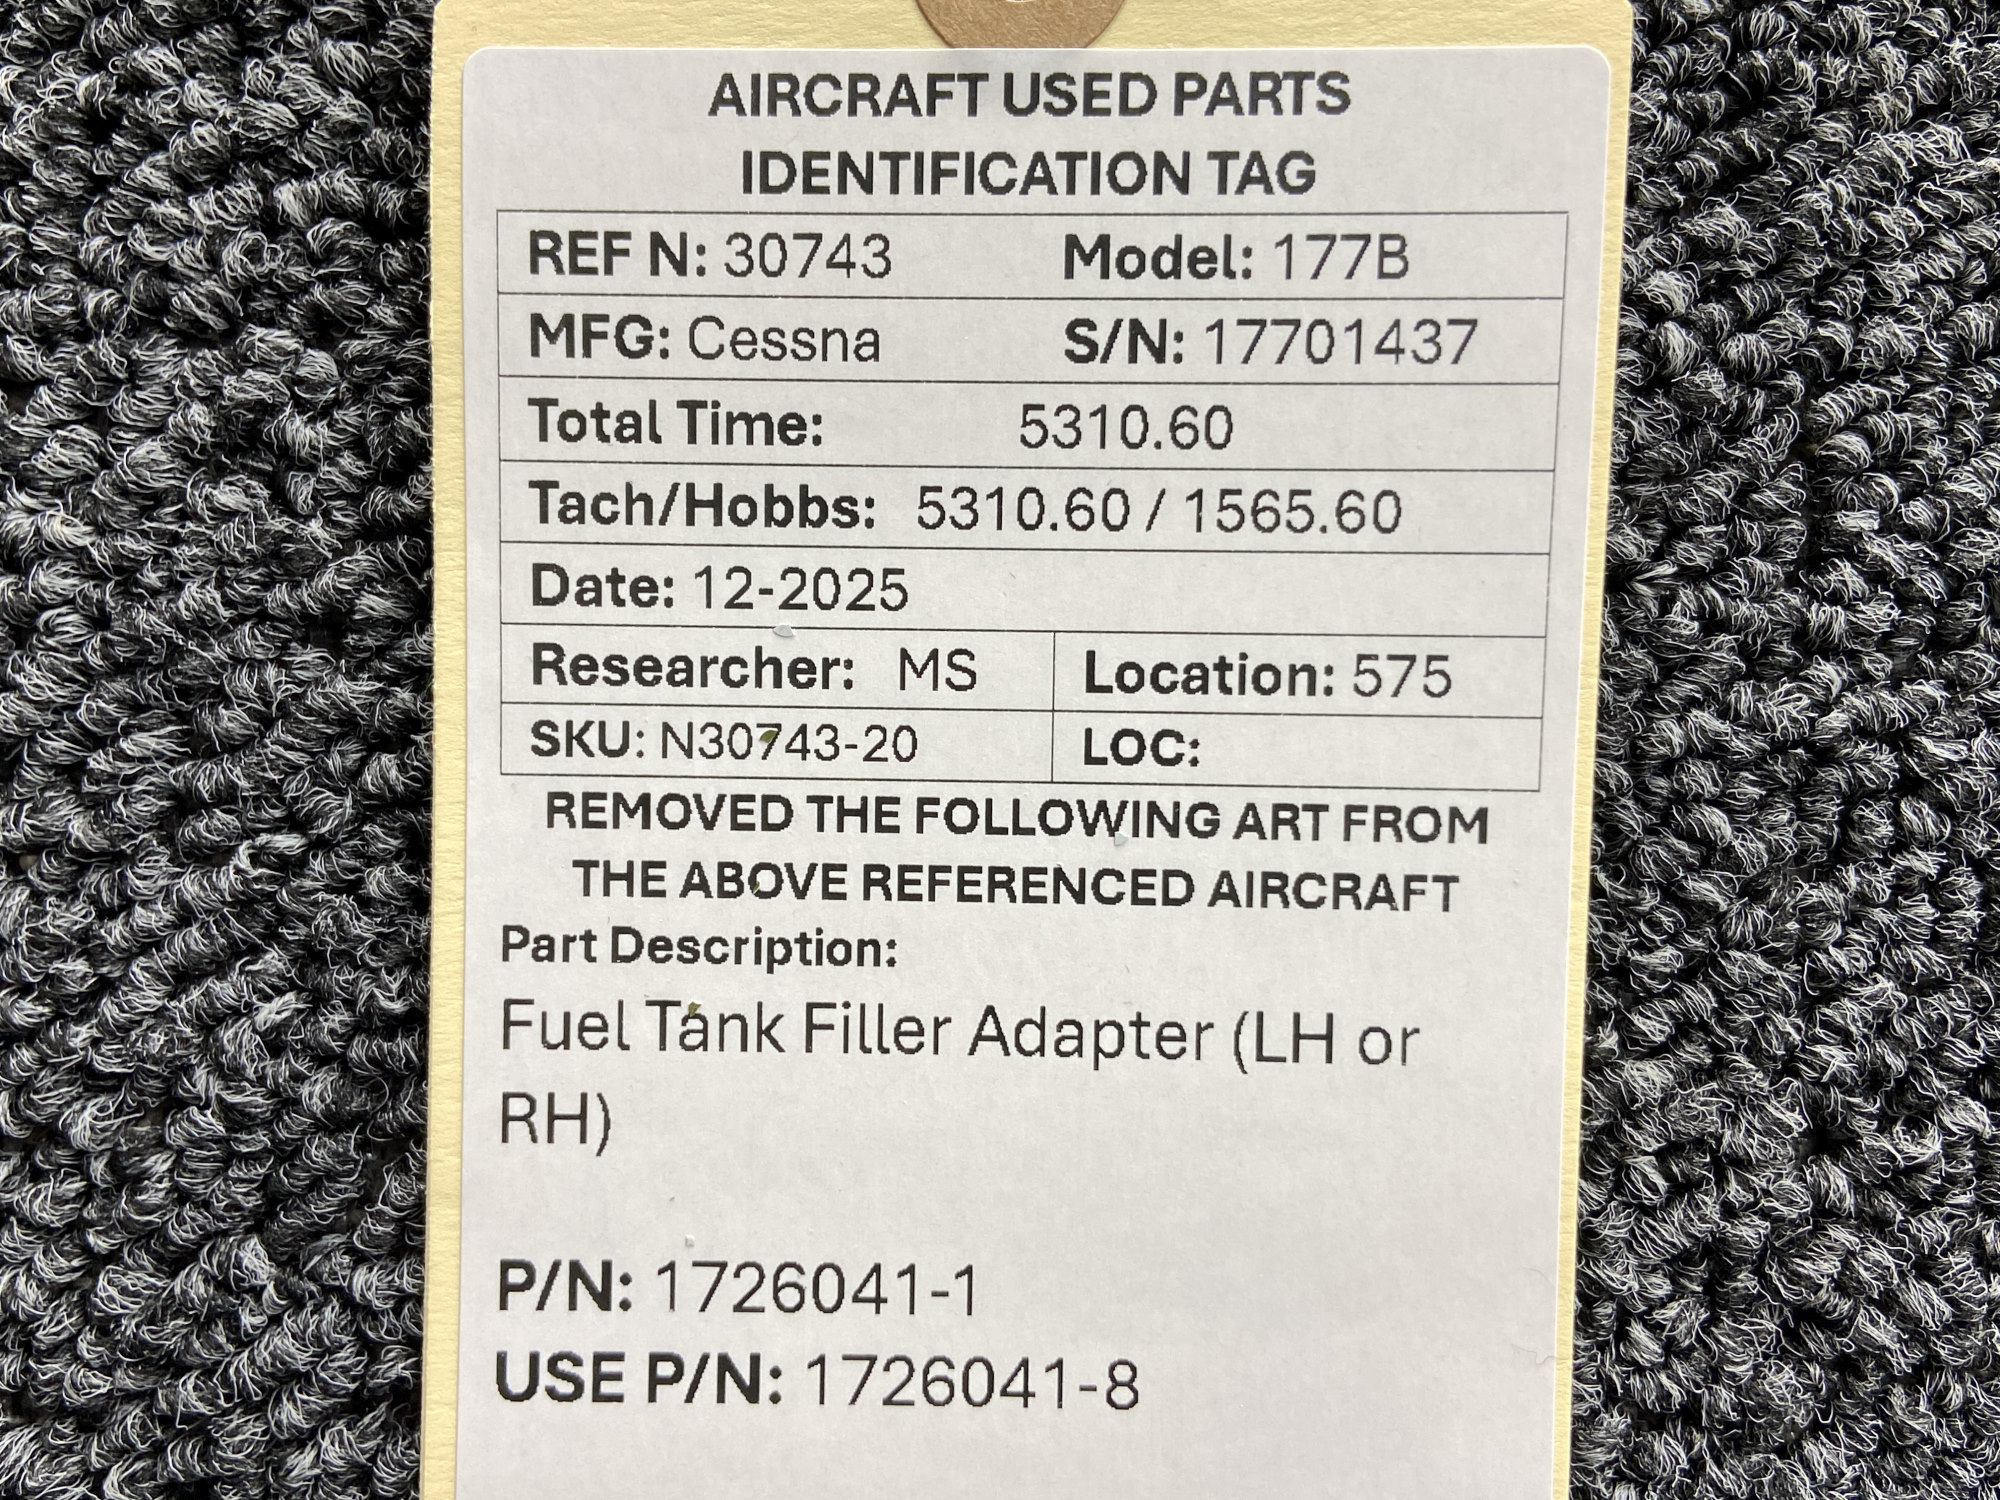 AIRCRAFT USED PARTS
IDENTIFICATION TAG
REF N: 30743 Model: 177B
MFG: Cessna S/N: 17701437
Total Time: 5310.60
Tach/Hobbs: 5310.60 / 1565.60
Date: 12-2025
Researcher: MS Location: 575
SKU: N30743-20 LOC:
REMOVED THE FOLLOWING ART FROM
THE ABOVE REFERENCED AIRCRAFT
Part Description:
Fuel Tank Filler Adapter (LH or
RH)
P/N: 1726041-1
USE P/N: 1726041-8